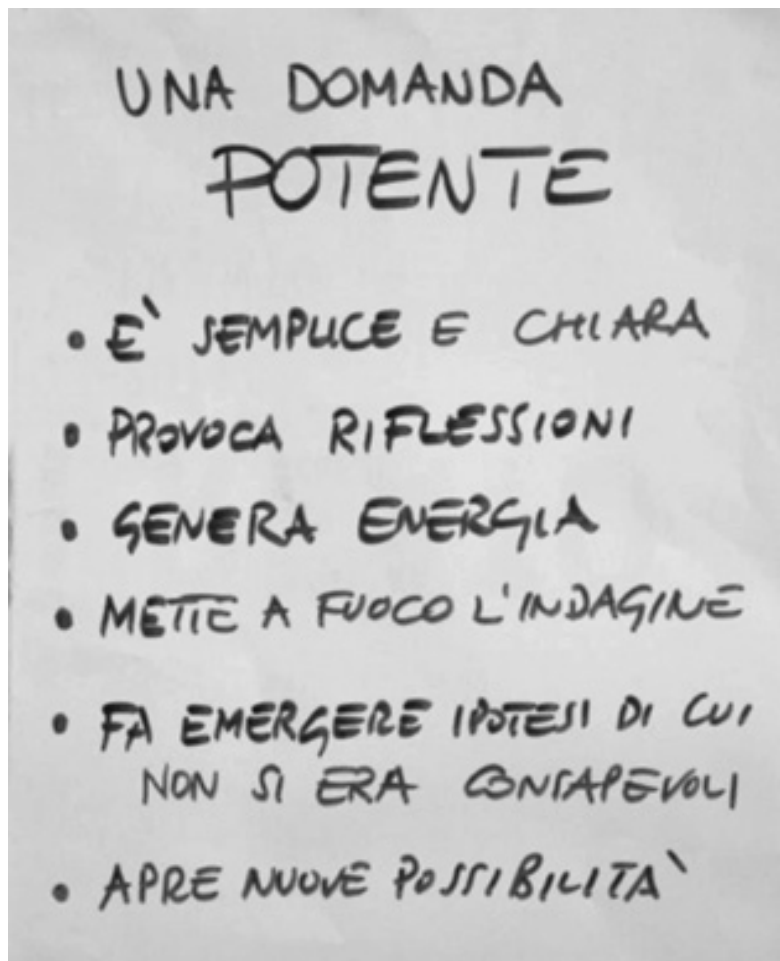 UNA DOMANDA
POTENTE
• E` SEMPLICE E CHIARA
• PROVOCA RIFLESSIONI
• GENERA ENERGIA
• METTE A FUOCO L'INDAGINE
• FA EMERGERE IPOTESI DI CUI
NON SI ERA CONSAPEVOLI
• APRE NUOVE POSSIBILITA`